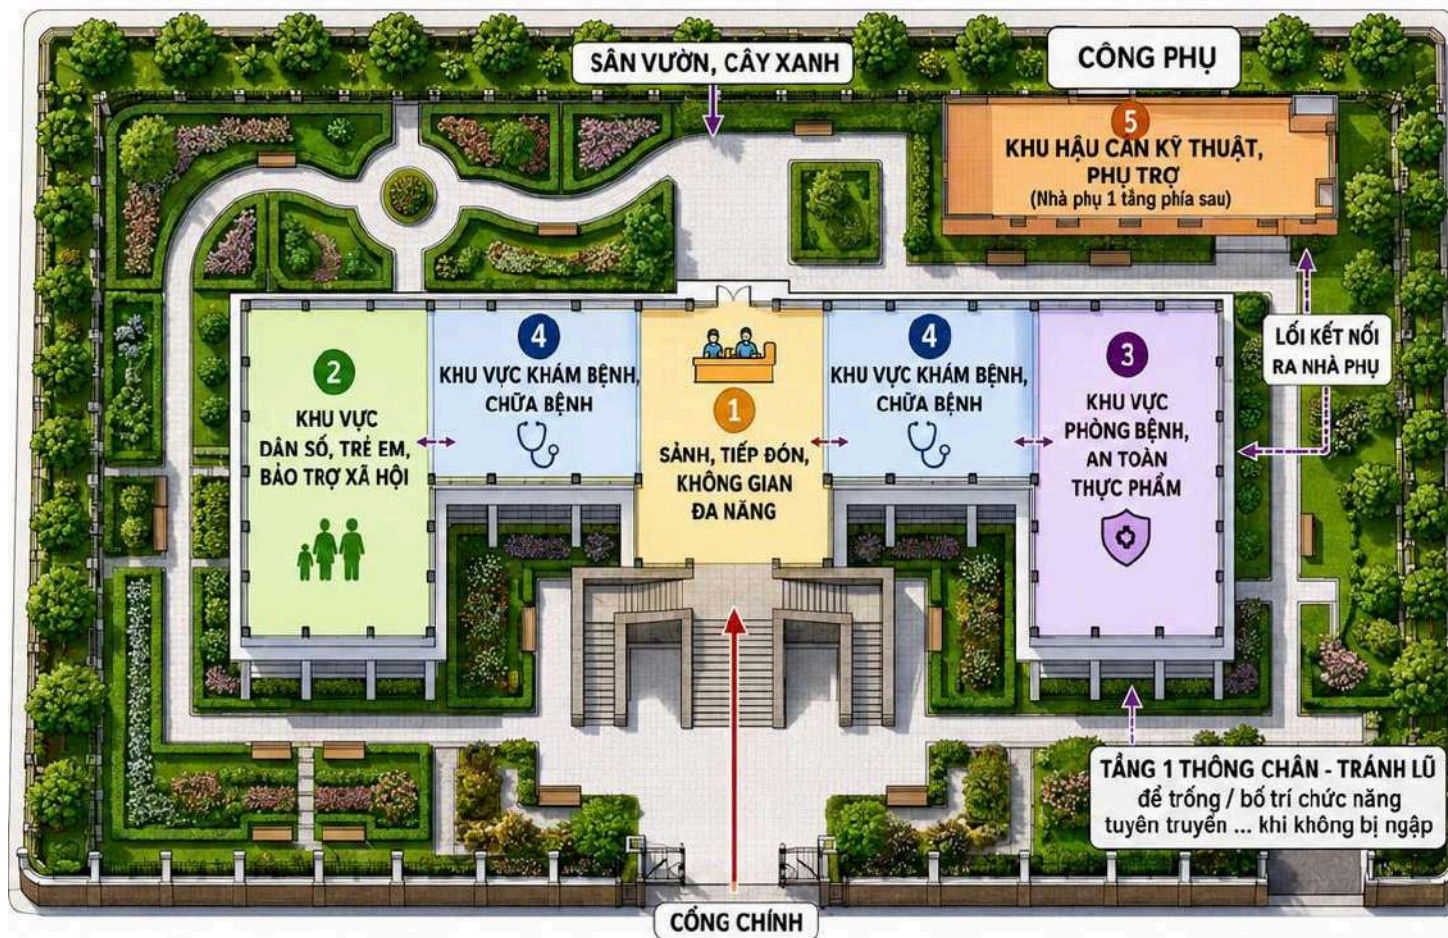 SÂN VƯỜN, CÂY XANH
CÔNG PHỤ
5
KHU HẬU CẦN KỸ THUẬT,
PHỤ TRỢ
(Nhà phụ 1 tầng phía sau)
LỐI KẾT NỐI
RA NHÀ PHỤ
2
KHU VỰC
DÂN SỐ, TRẺ EM,
BẢO TRỢ XÃ HỘI
4
KHU VỰC KHÁM BỆNH,
CHỮA BỆNH
1
SẢNH, TIẾP ĐÓN,
KHÔNG GIAN
ĐA NĂNG
4
KHU VỰC KHÁM BỆNH,
CHỮA BỆNH
3
KHU VỰC
PHÒNG BỆNH,
AN TOÀN
THỰC PHẨM
TẦNG 1 THÔNG CHÂN - TRÁNH LŨ
để trống / bố trí chức năng
tuyên truyền ... khi không bị ngập
CỔNG CHÍNH